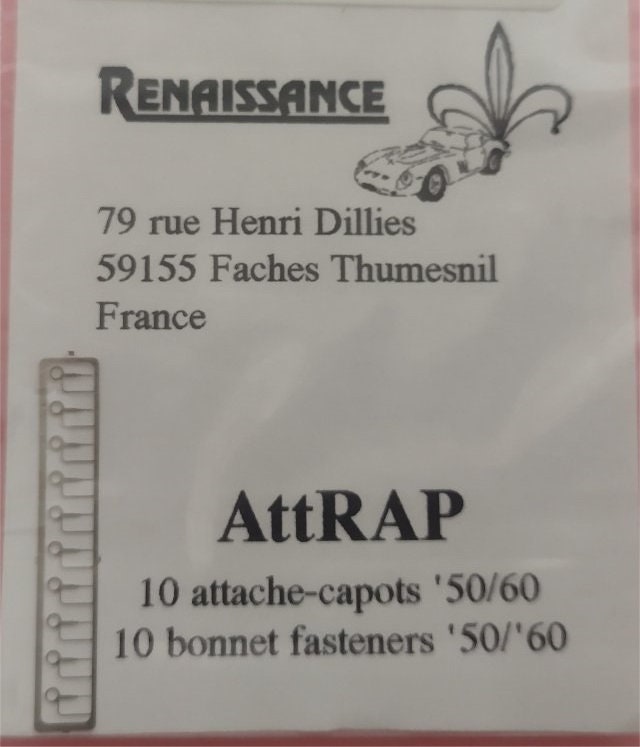 RENAISSANCE
79 rue Henri Dillies
59155 Faches Thumesnil
France
AttRAP
10 attache-capots '50/60
10 bonnet fasteners '50/'60